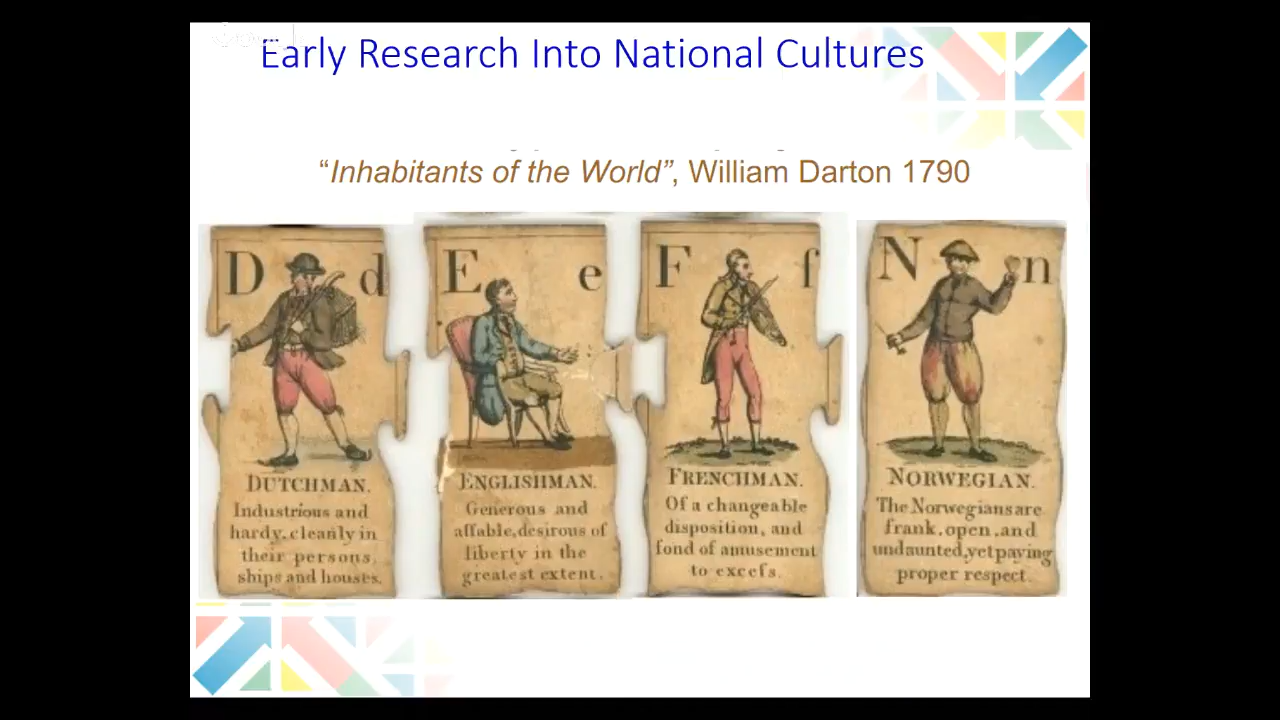 Early Research Into National Cultures
“Inhabitants of the World”, William Darton 1790
D d
DUTCHMAN.
Industrious and
hardy, cleanly in
their persons,
ships and houses.
E e
ENGLISHMAN.
Generous and
affable, desirous of
liberty in the
greatest extent.
F f
FRENCHMAN.
Of a changeable
disposition, and
fond of amusement
to excefs.
N n
NORWEGIAN.
The Norwegians are
frank, open, and
undaunted, yet paying
proper respect.